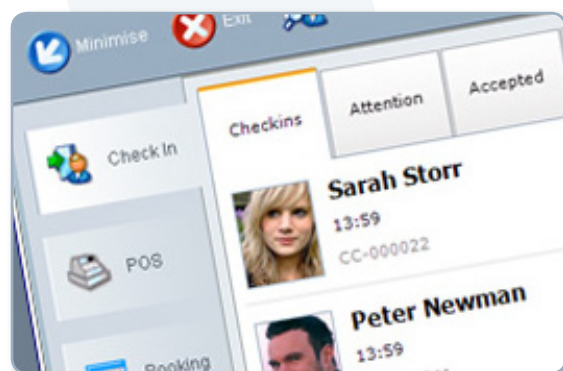 Minimise
Exit
Checkins
Attention
Accepted
Check In
Sarah Storr
13:59
CC-000022
POS
Peter Newman
13:59
Booking